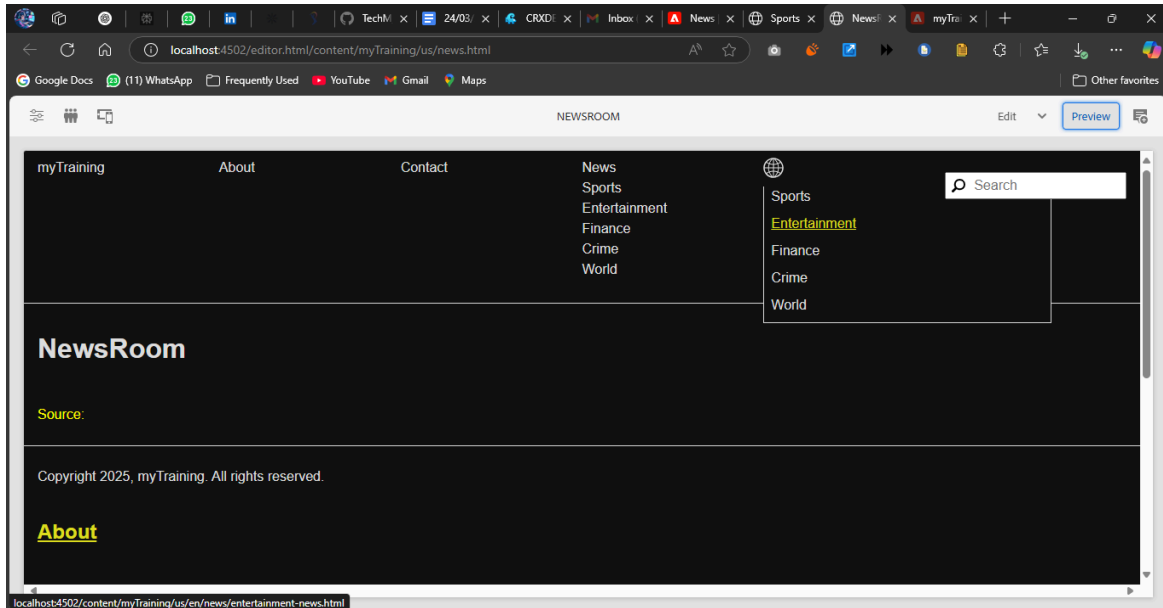 TechM
24/03/
CRXDE
Inbox
News
Sports
News
myTrai
localhost:4502/editor.html/content/myTraining/us/news.html
Google Docs
(11) WhatsApp
Frequently Used
YouTube
Gmail
Maps
Other favorites
NEWSROOM
Edit
Preview
myTraining
About
Contact
News
Sports
Entertainment
Finance
Crime
World
Sports
Entertainment
Finance
Crime
World
Search
NewsRoom
Source:
Copyright 2025, myTraining. All rights reserved.
About
localhost:4502/content/myTraining/us/en/news/entertainment-news.html